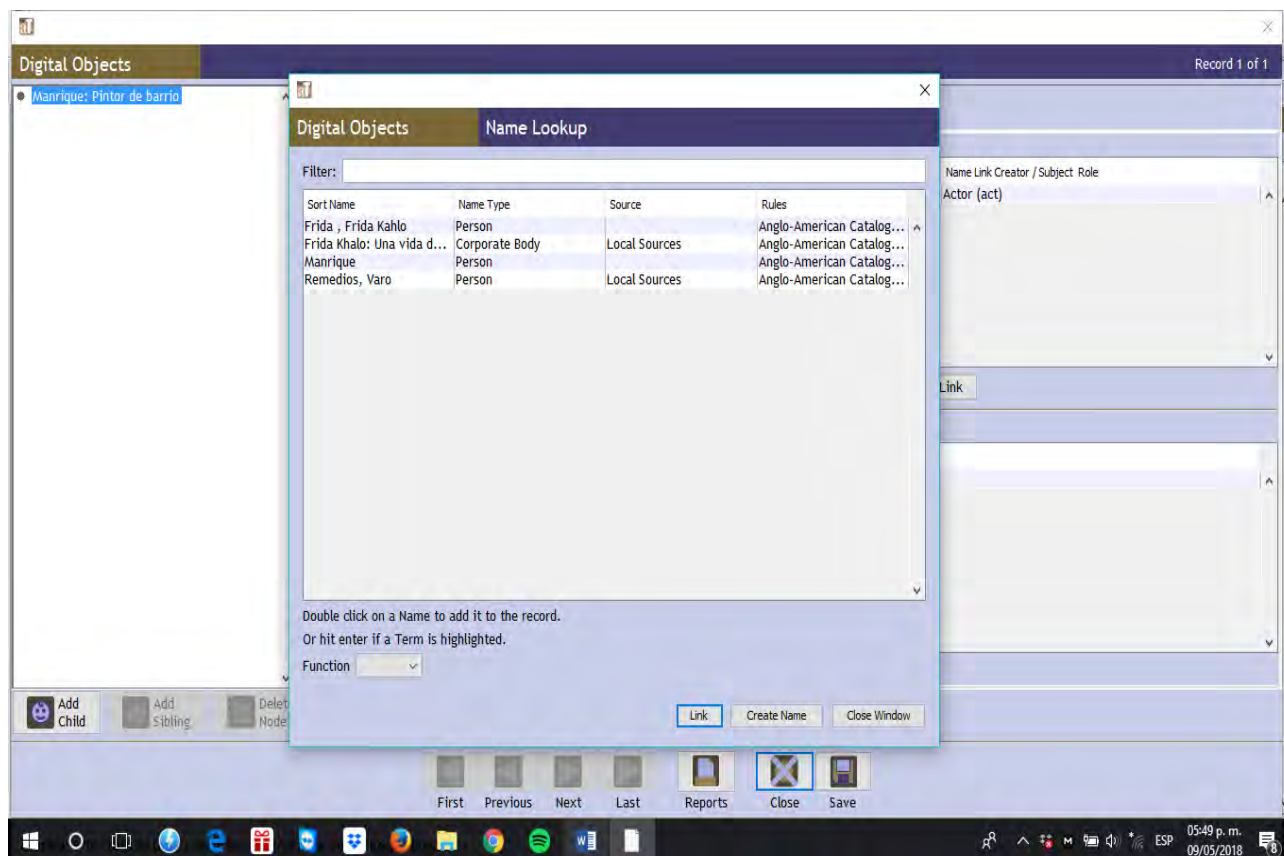 Digital Objects
Record 1 of 1
Manrique: Pintor de barrio
Digital Objects Name Lookup
Filter:
Sort Name Name Type Source Rules
Frida , Frida Kahlo Person Anglo-American Catalog...
Frida Khalo: Una vida d... Corporate Body Local Sources Anglo-American Catalog...
Manrique Person Anglo-American Catalog...
Remedios, Varo Person Local Sources Anglo-American Catalog...
Name Link Creator / Subject Role
Actor (act)
Link
Double click on a Name to add it to the record.
Or hit enter if a Term is highlighted.
Function
Link Create Name Close Window
Add Child
Add Sibling
Delet
Node
First Previous Next Last Reports Close Save
ESP
05:49 p. m.
09/05/2018
8